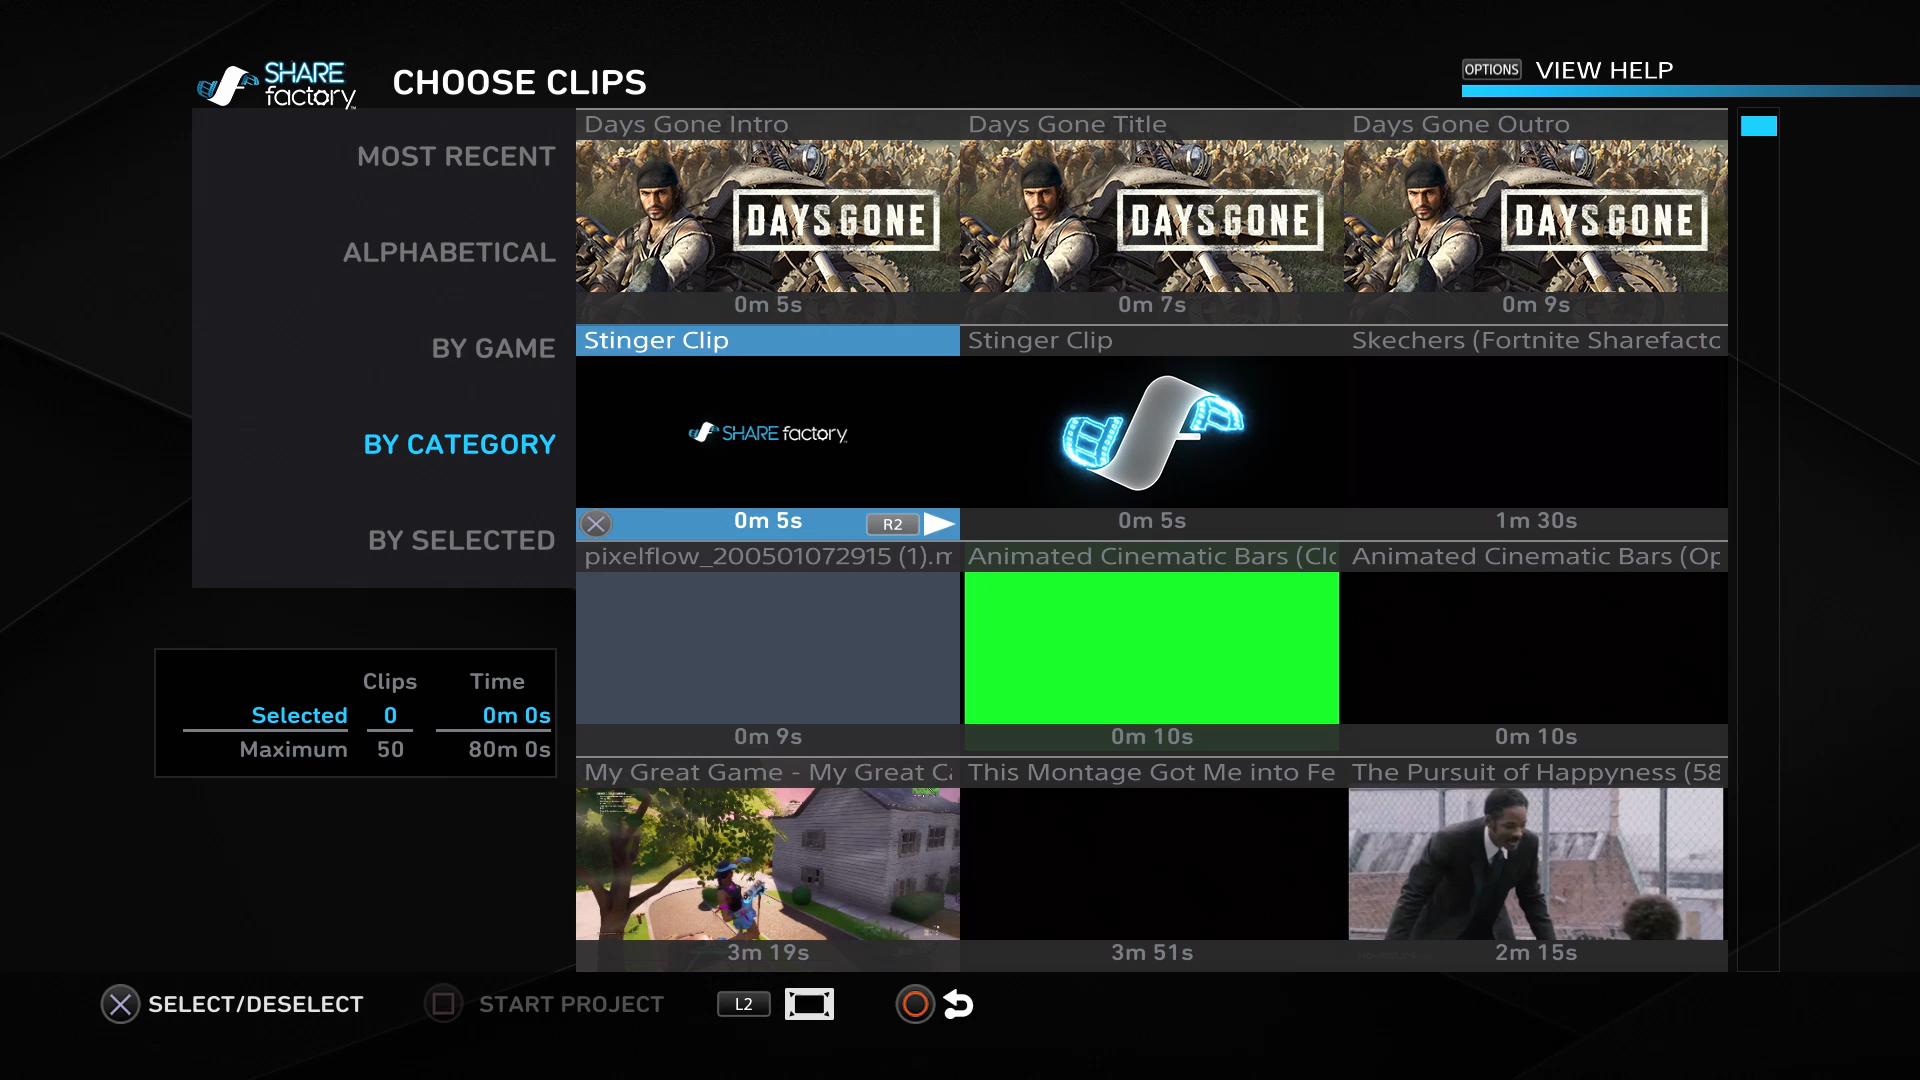 SHARE
factory™
CHOOSE CLIPS
OPTIONS VIEW HELP
MOST RECENT
ALPHABETICAL
BY GAME
BY CATEGORY
BY SELECTED
Clips Time
Selected 0 0m 0s
Maximum 50 80m 0s
Days Gone Intro Days Gone Title Days Gone Outro
DAYS GONE DAYS GONE DAYS GONE
0m 5s 0m 7s 0m 9s
Stinger Clip Stinger Clip Skechers (Fortnite Sharefacto
SHARE factory™
0m 5s R2 0m 5s 1m 30s
pixelflow_200501072915 (1).m Animated Cinematic Bars (Clo Animated Cinematic Bars (Op
0m 9s 0m 10s 0m 10s
My Great Game - My Great Ca This Montage Got Me into Fe The Pursuit of Happyness (58
3m 19s 3m 51s 2m 15s
SELECT/DESELECT START PROJECT L2